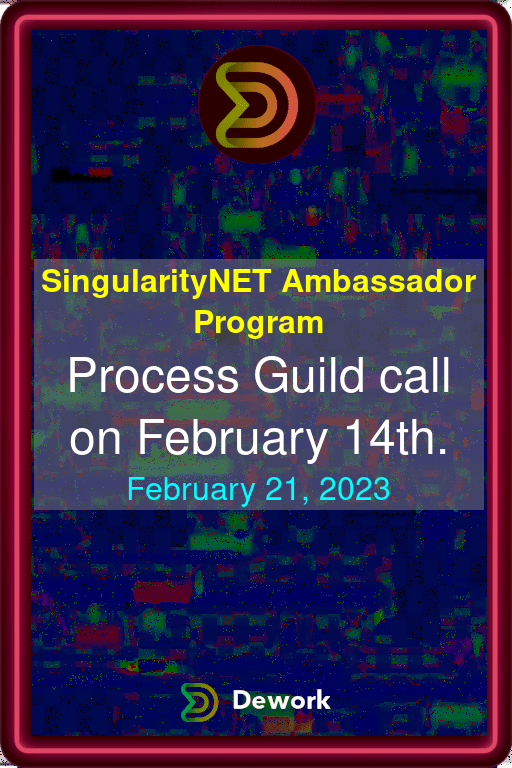 SingularityNET Ambassador
Program
Process Guild call
on February 14th.
February 21, 2023
Dework